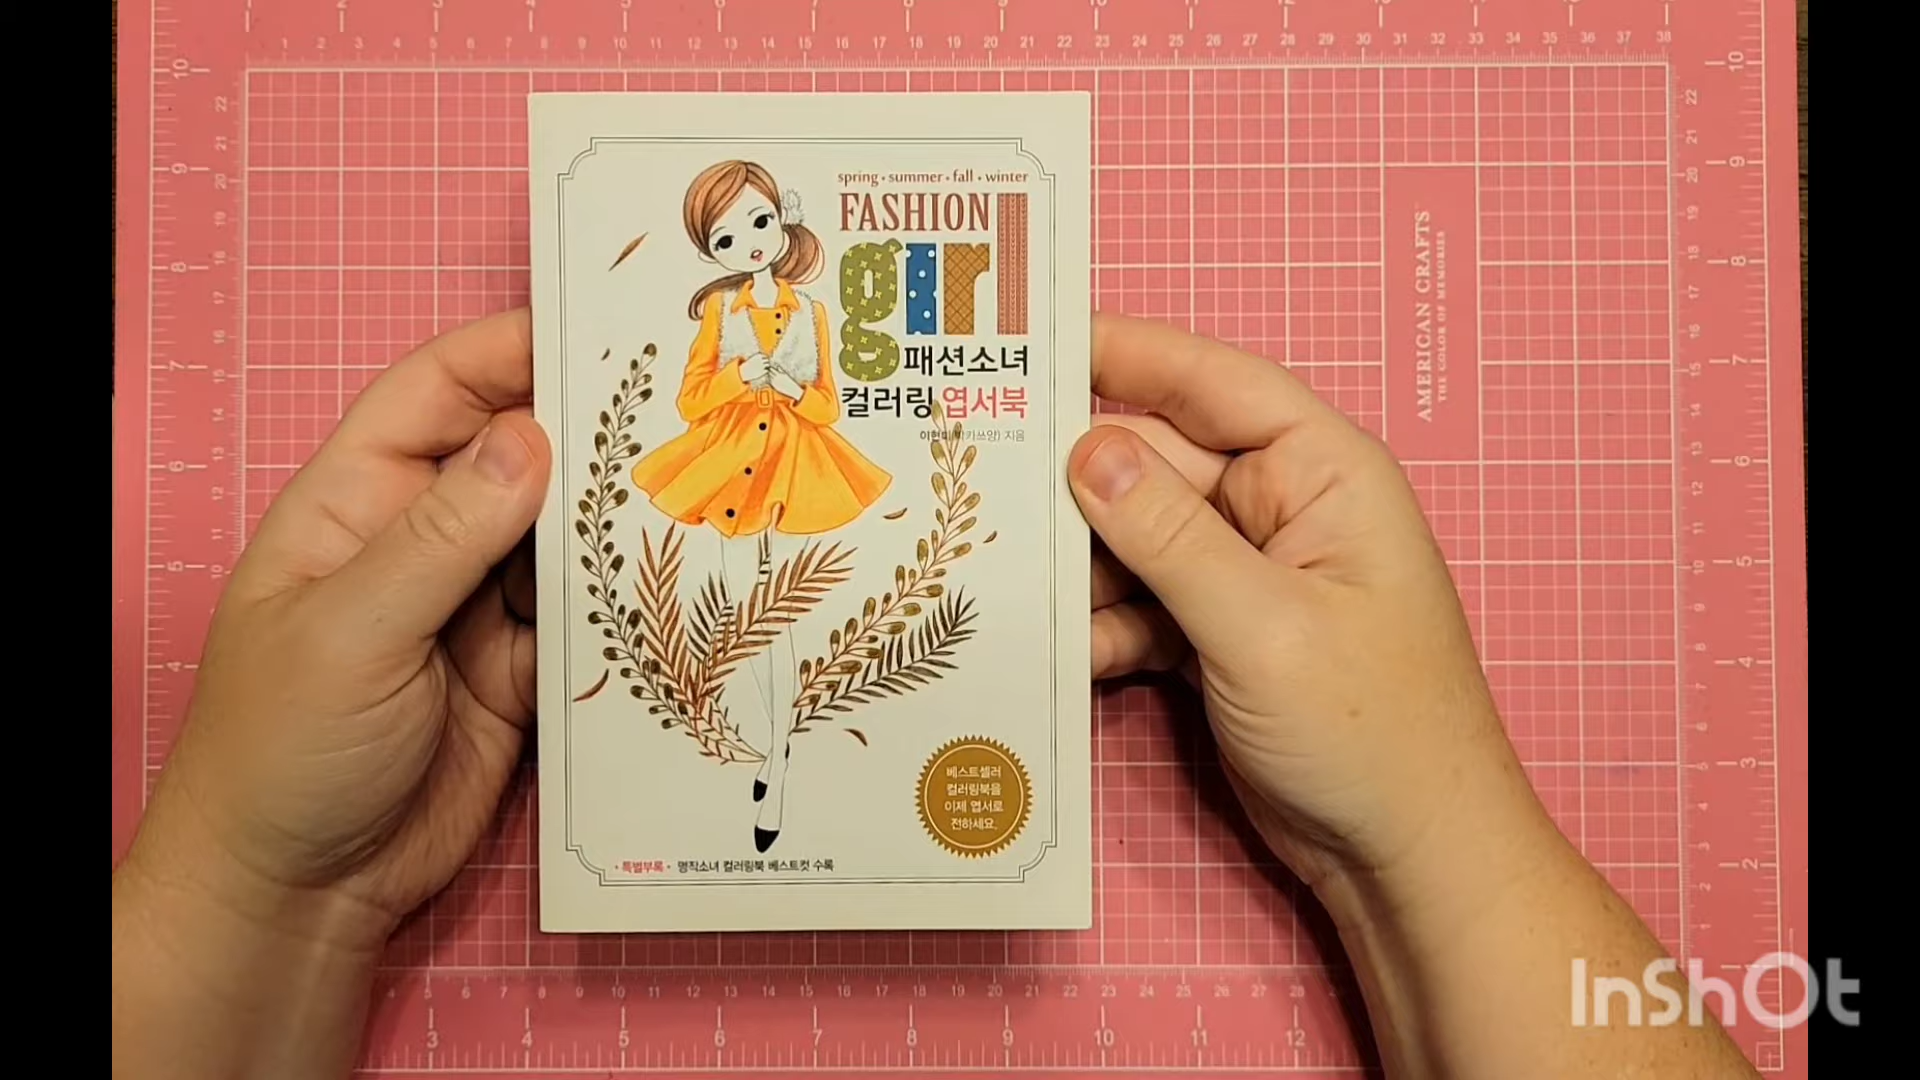 spring • summer • fall • winter
FASHION
girl
패션소녀
컬러링 엽서북
지음
베스트셀러
컬러링북을
이제 엽서로
전하세요.
• 특별부록 • 명작소녀 컬러링북 베스트컷 수록
AMERICAN CRAFTS
THE COLOR OF MEMORIES
InShOt